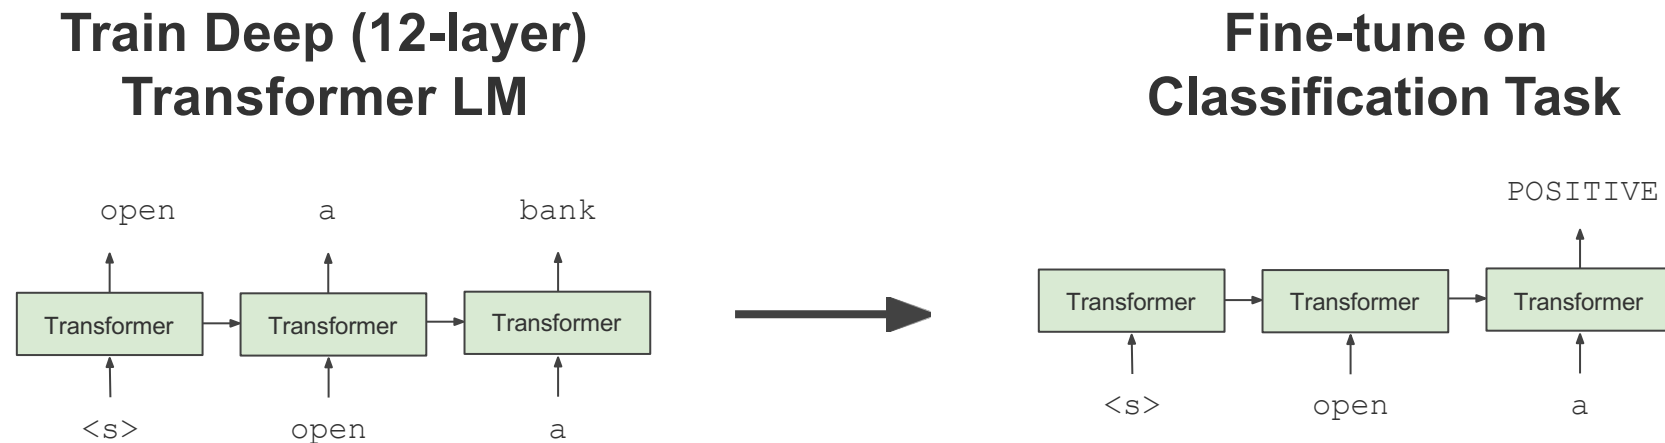 Train Deep (12-layer)
Transformer LM
open a bank
Transformer Transformer Transformer
<s> open a
Fine-tune on
Classification Task
POSITIVE
Transformer Transformer Transformer
<s> open a